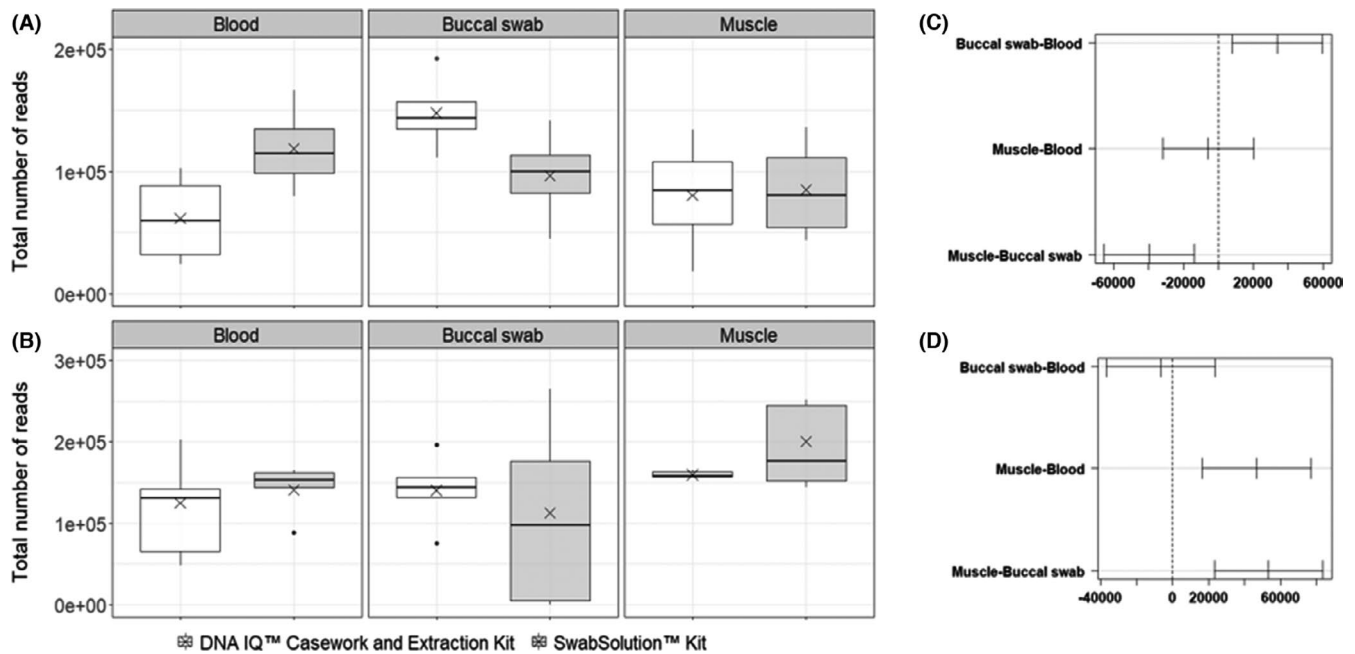 (A)
Blood
Buccal swab
Muscle
Total number of reads
2e+05
1e+05
0e+00
(B)
Blood
Buccal swab
Muscle
Total number of reads
3e+05
2e+05
1e+05
0e+00
DNA IQ™ Casework and Extraction Kit
SwabSolution™ Kit
(C)
Buccal swab-Blood
Muscle-Blood
Muscle-Buccal swab
-60000 -20000 20000 60000
(D)
Buccal swab-Blood
Muscle-Blood
Muscle-Buccal swab
-40000 0 20000 60000